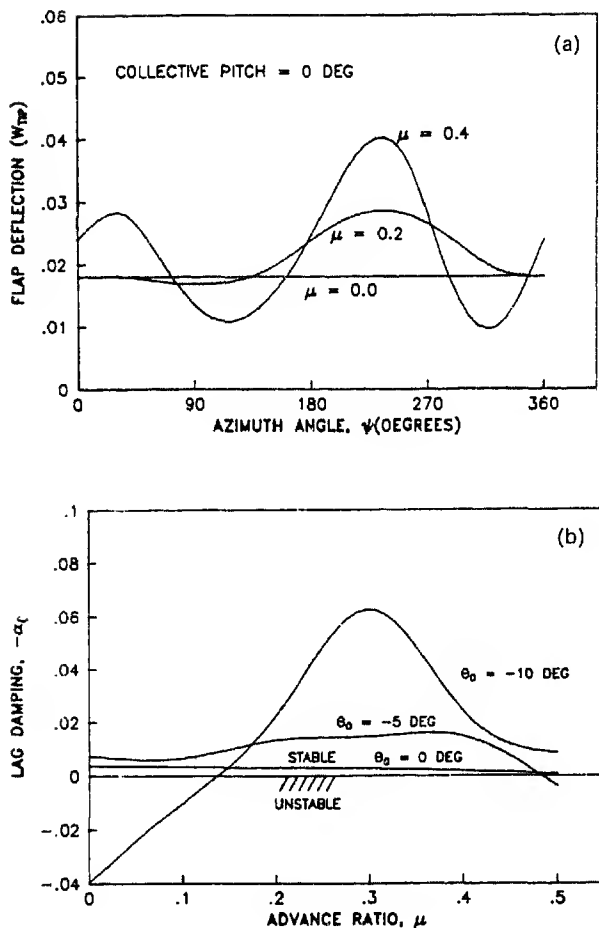 (a)
COLLECTIVE PITCH = 0 DEG
FLAP DEFLECTION (W_TIP)
.06
.05
.04
.03
.02
.01
0
μ = 0.4
μ = 0.2
μ = 0.0
0 90 180 270 360
AZIMUTH ANGLE, ψ(DEGREES)
(b)
LAG DAMPING, -α_ζ
.1
.08
.06
.04
.02
0
-.02
-.04
θ₀ = -10 DEG
θ₀ = -5 DEG
STABLE θ₀ = 0 DEG
UNSTABLE
0 .1 .2 .3 .4 .5
ADVANCE RATIO, μ